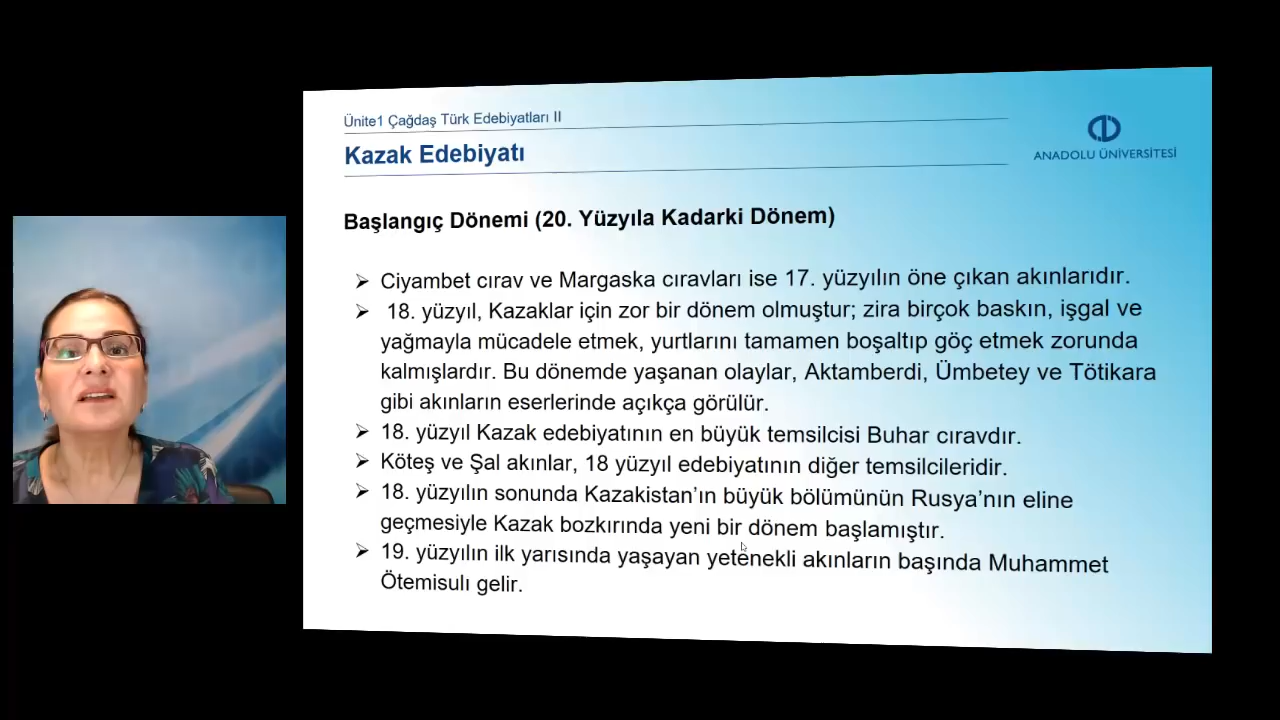 Ünite1 Çağdaş Türk Edebiyatları II
Kazak Edebiyatı
ANADOLU ÜNİVERSİTESİ
Başlangıç Dönemi (20. Yüzyıla Kadarki Dönem)
Ciyambet cırav ve Margaska cıravları ise 17. yüzyılın öne çıkan akınlarıdır.
18. yüzyıl, Kazaklar için zor bir dönem olmuştur; zira birçok baskın, işgal ve
yağmayla mücadele etmek, yurtlarını tamamen boşaltıp göç etmek zorunda
kalmışlardır. Bu dönemde yaşanan olaylar, Aktamberdi, Ümbetey ve Tötikara
gibi akınların eserlerinde açıkça görülür.
18. yüzyıl Kazak edebiyatının en büyük temsilcisi Buhar cıravdır.
Köteş ve Şal akınlar, 18 yüzyıl edebiyatının diğer temsilcileridir.
18. yüzyılın sonunda Kazakistan’ın büyük bölümünün Rusya’nın eline
geçmesiyle Kazak bozkırında yeni bir dönem başlamıştır.
19. yüzyılın ilk yarısında yaşayan yetenekli akınların başında Muhammet
Ötemisulı gelir.